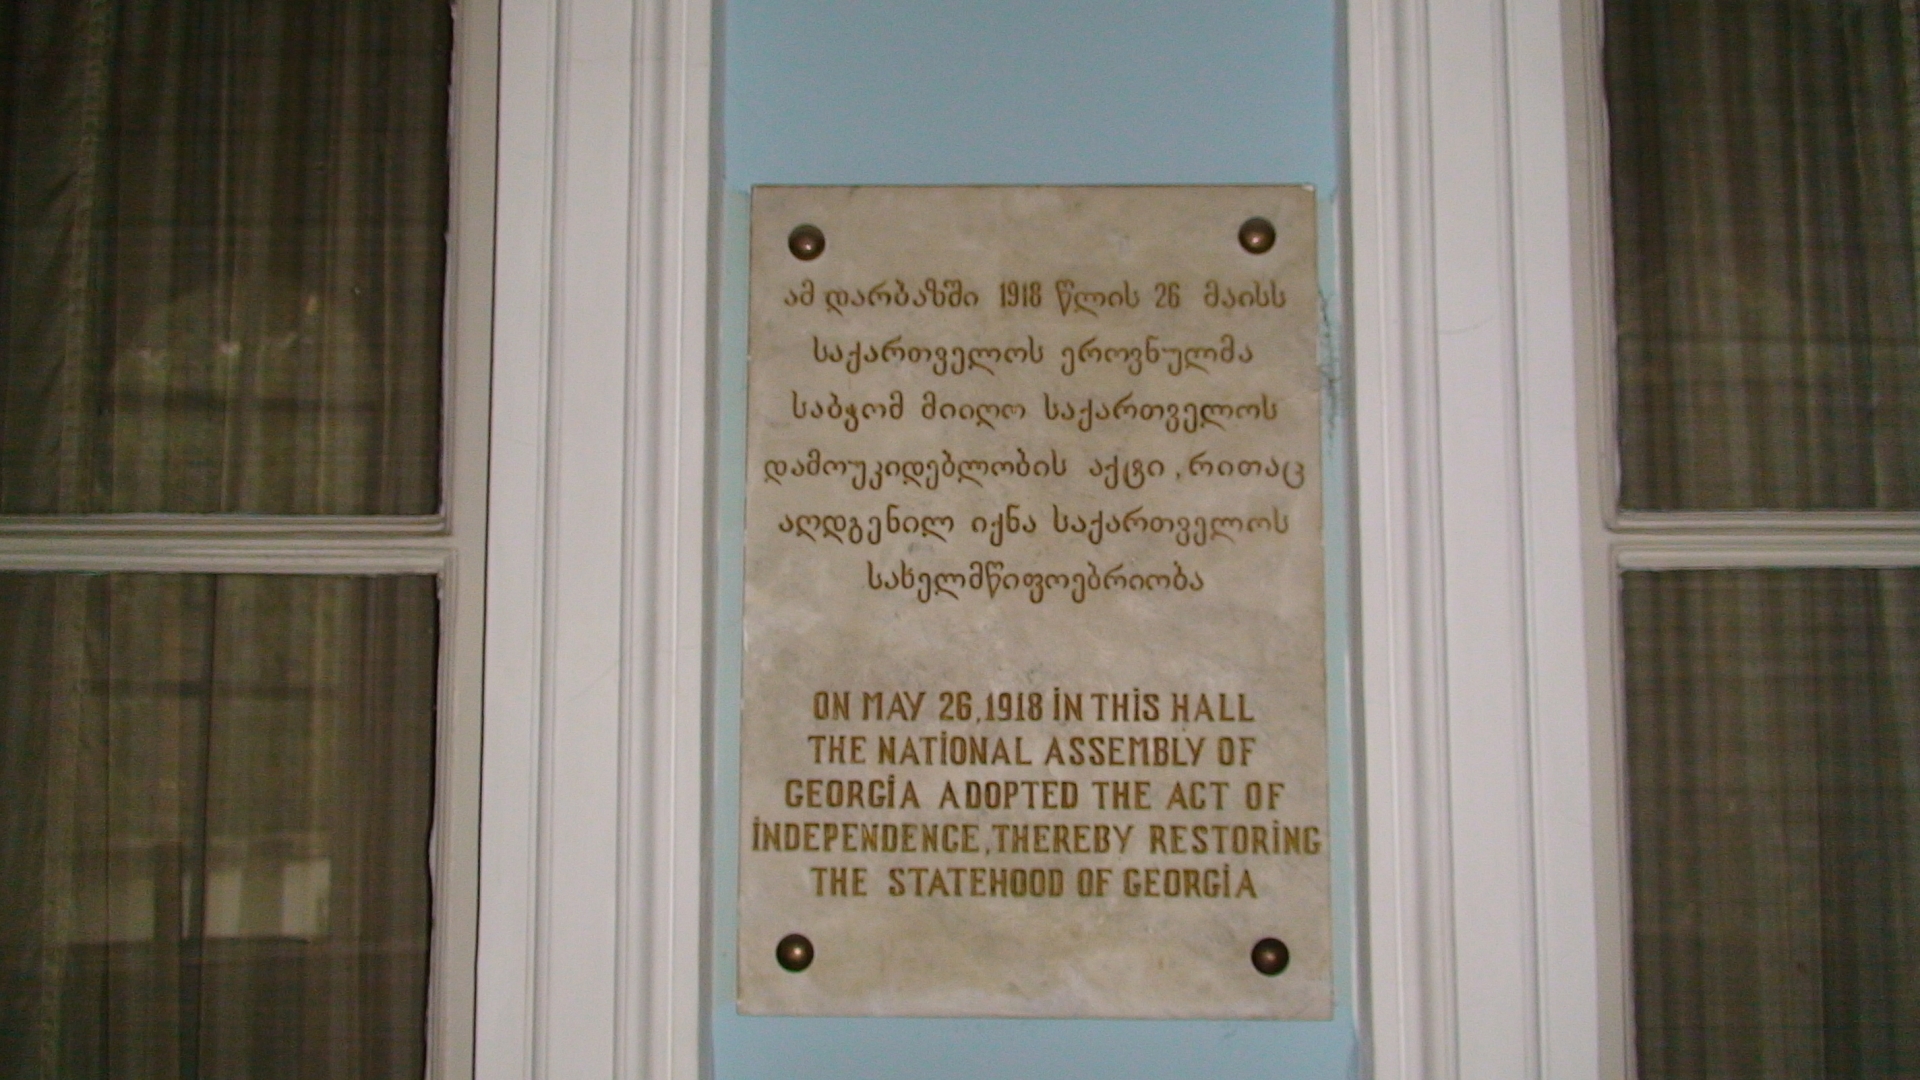 ამ დარბაზში 1918 წლის 26 მაისს
საქართველოს ეროვნულმა
საბჭომ მიიღო საქართველოს
დამოუკიდებლობის აქტი, რითაც
აღდგენილ იქნა საქართველოს
სახელმწიფოებრიობა
ON MAY 26, 1918 IN THIS HALL
THE NATIONAL ASSEMBLY OF
GEORGIA ADOPTED THE ACT OF
INDEPENDENCE, THEREBY RESTORING
THE STATEHOOD OF GEORGIA